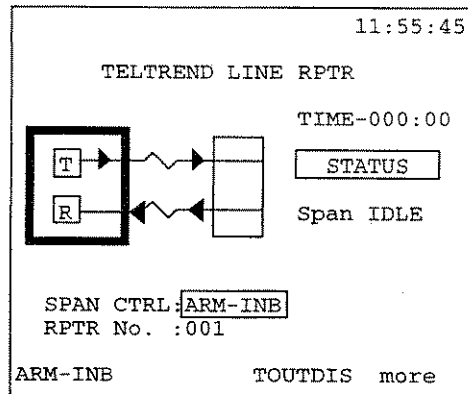 11:55:45
TELTREND LINE RPTR
TIME-000:00
T
STATUS
R
Span IDLE
SPAN CTRL:ARM-INB
RPTR No. :001
ARM-INB TOUTDIS more